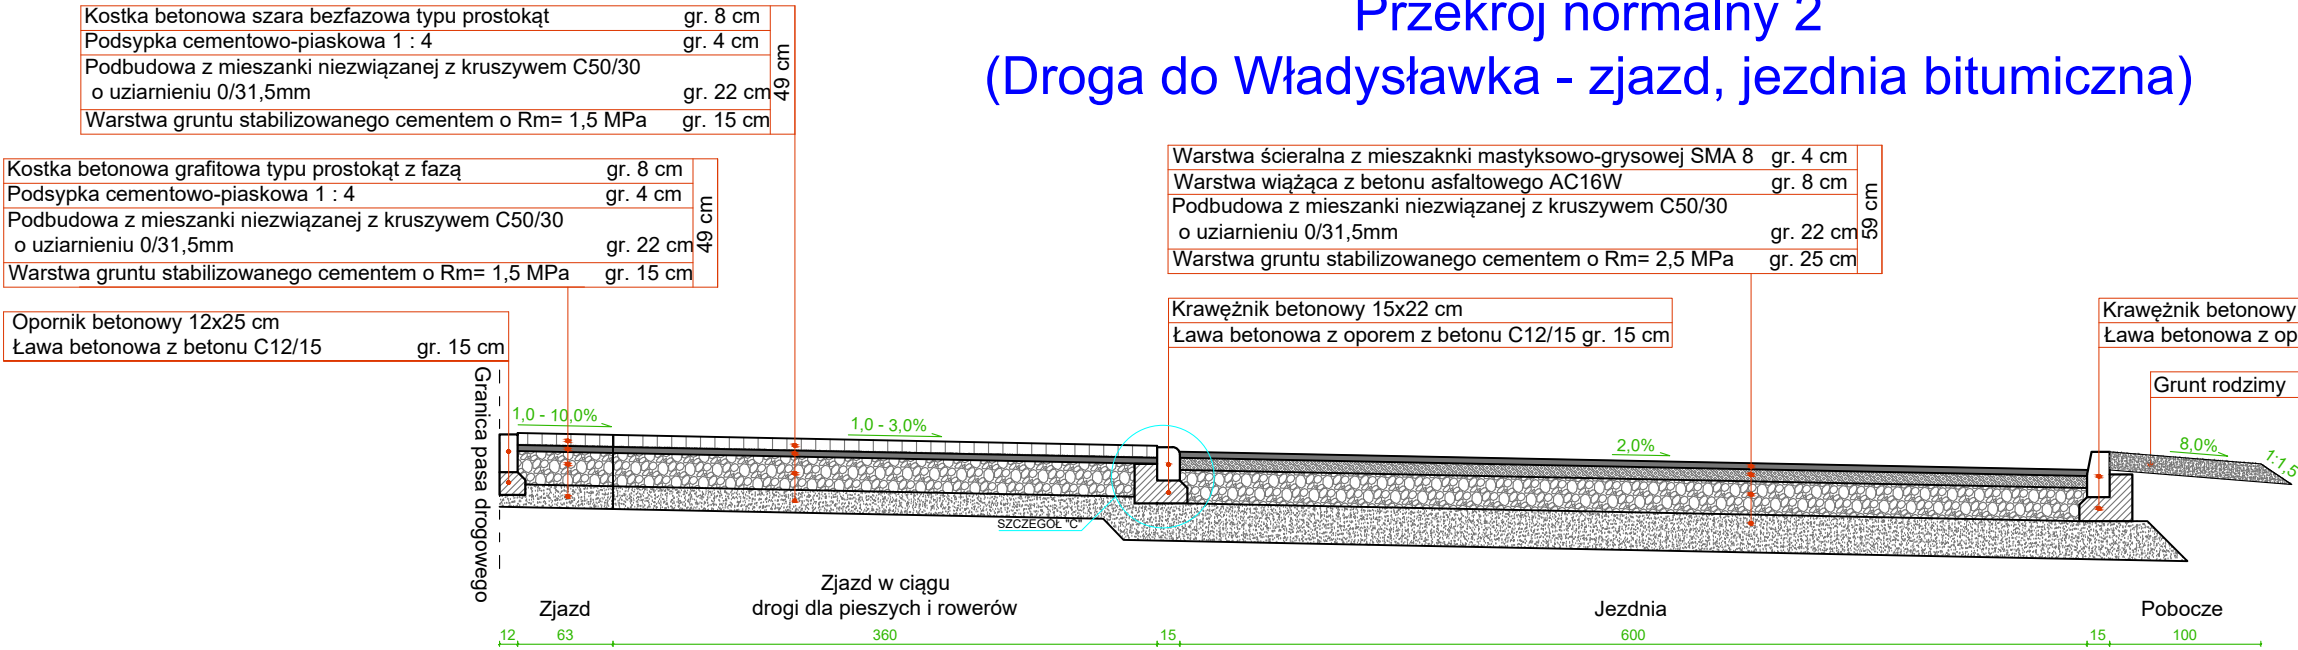 Przekrój normalny 2
(Droga do Władysławka - zjazd, jezdnia bitumiczna)
Kostka betonowa szara bezfazowa typu prostokąt gr. 8 cm
Podsypka cementowo-piaskowa 1 : 4 gr. 4 cm
Podbudowa z mieszanki niezwiązanej z kruszywem C50/30
o uziarnieniu 0/31,5mm gr. 22 cm
Warstwa gruntu stabilizowanego cementem o Rm= 1,5 MPa gr. 15 cm
49 cm
Kostka betonowa grafitowa typu prostokąt z fazą gr. 8 cm
Podsypka cementowo-piaskowa 1 : 4 gr. 4 cm
Podbudowa z mieszanki niezwiązanej z kruszywem C50/30
o uziarnieniu 0/31,5mm gr. 22 cm
Warstwa gruntu stabilizowanego cementem o Rm= 1,5 MPa gr. 15 cm
49 cm
Warstwa ścieralna z mieszaknki mastyksowo-grysowej SMA 8 gr. 4 cm
Warstwa wiążąca z betonu asfaltowego AC16W gr. 8 cm
Podbudowa z mieszanki niezwiązanej z kruszywem C50/30
o uziarnieniu 0/31,5mm gr. 22 cm
Warstwa gruntu stabilizowanego cementem o Rm= 2,5 MPa gr. 25 cm
59 cm
Opornik betonowy 12x25 cm
Ława betonowa z betonu C12/15 gr. 15 cm
Krawężnik betonowy 15x22 cm
Ława betonowa z oporem z betonu C12/15 gr. 15 cm
Krawężnik betonowy
Ława betonowa z op
Grunt rodzimy
Granica pasa drogowego
1,0 - 10,0%
1,0 - 3,0%
2,0%
8,0%
1:1,5
SZCZEGÓŁ "C"
Zjazd
Zjazd w ciągu
drogi dla pieszych i rowerów
Jezdnia
Pobocze
12 63 360 15 600 15 100